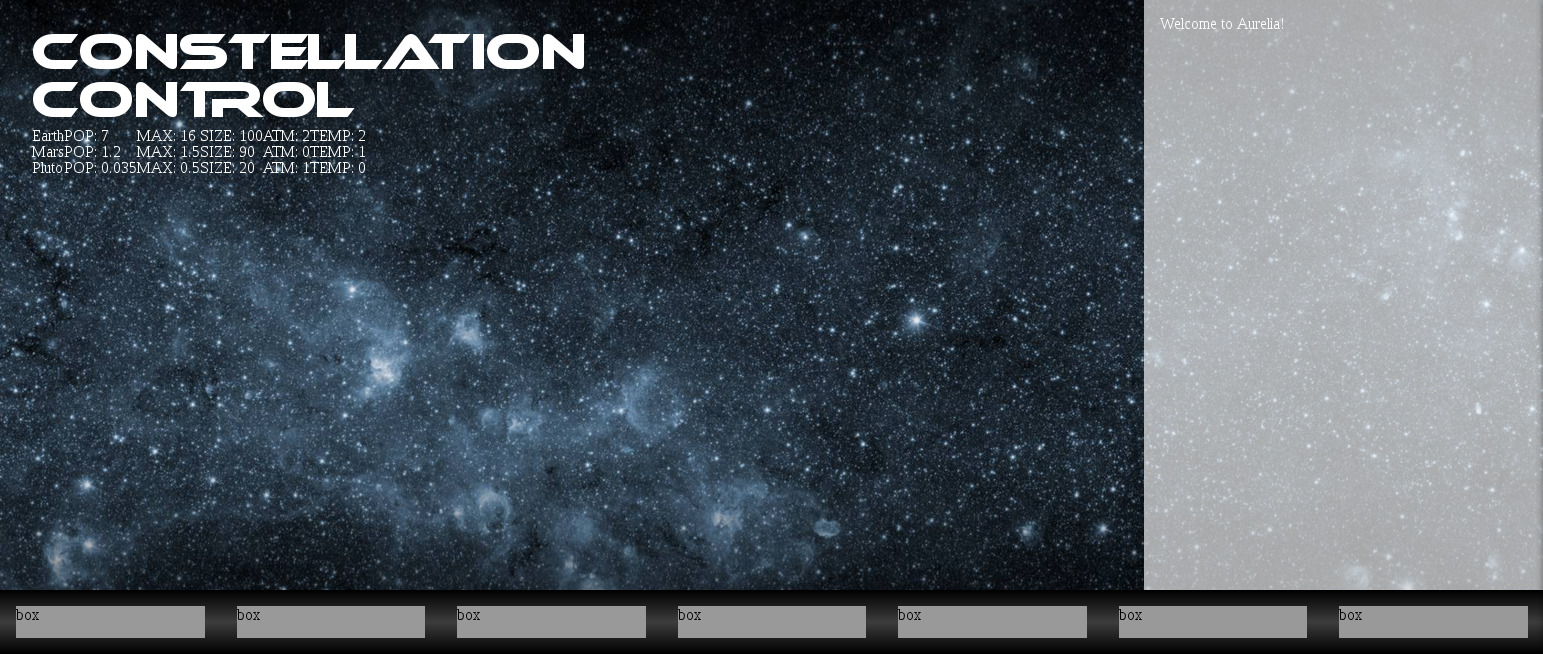 CONSTELLATION
CONTROL
Earth POP: 7 MAX: 16 SIZE: 100 ATM: 2 TEMP: 2
Mars POP: 1.2 MAX: 1.5 SIZE: 90 ATM: 0 TEMP: 1
Pluto POP: 0.035 MAX: 0.5 SIZE: 20 ATM: 1 TEMP: 0
Welcome to Aurelia!
box box box box box box box